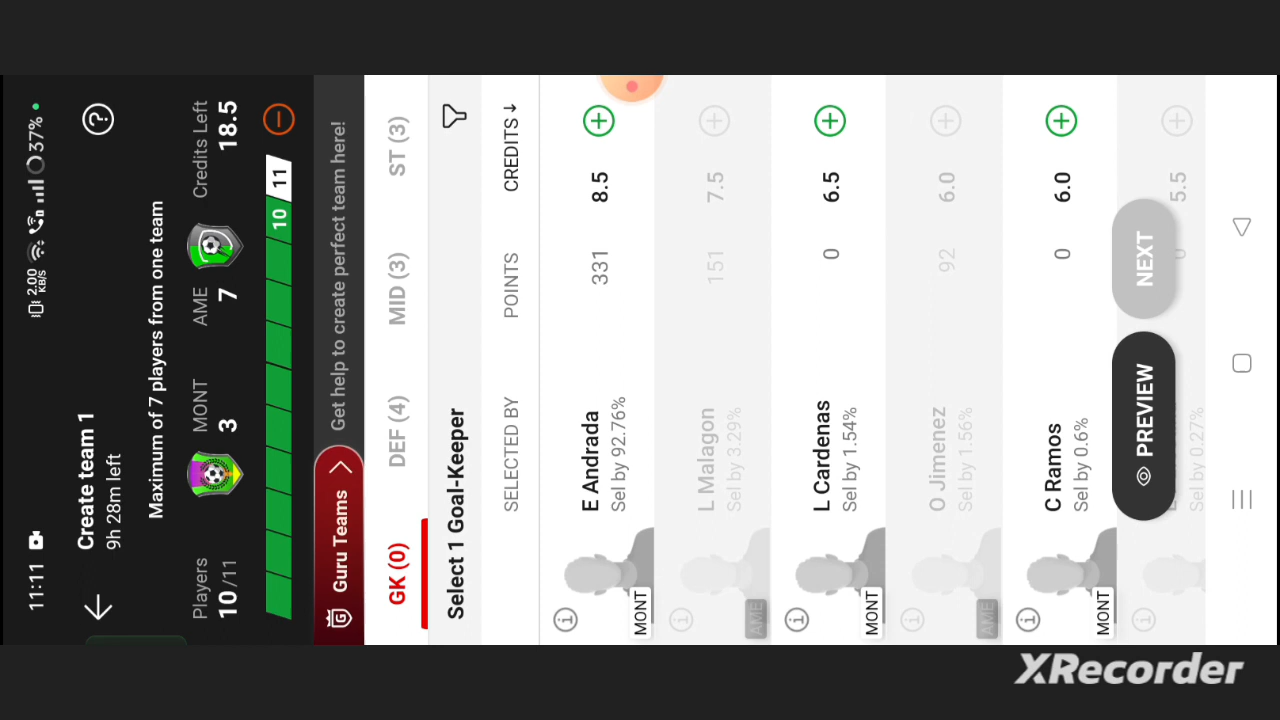 11:11
2.00 KB/S
37%
Create team 1
9h 28m left
Maximum of 7 players from one team
Players
10/11
MONT
3
AME
7
Credits Left
18.5
10
11
Guru Teams
Get help to create perfect team here!
GK (0)
DEF (4)
MID (3)
ST (3)
Select 1 Goal-Keeper
SELECTED BY
POINTS
CREDITS
E Andrada
Sel by 92.76%
331
8.5
MONT
L Malagon
Sel by 3.29%
151
7.5
AME
L Cardenas
Sel by 1.54%
0
6.5
MONT
O Jimenez
Sel by 1.56%
92
6.0
AME
C Ramos
Sel by 0.6%
0
6.0
MONT
Sel by 0.27%
5.5
PREVIEW
NEXT
XRecorder